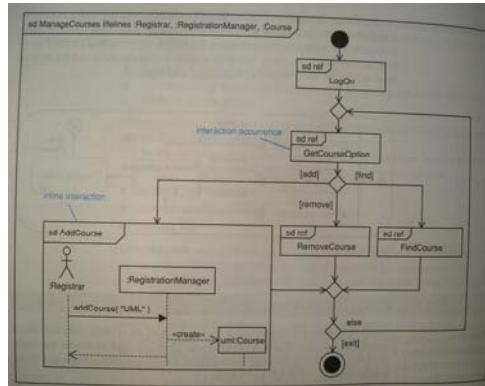 sd ManageCourses lifelines :Registrar, :RegistrationManager, :Course
sd ref
LogOn
interaction occurrence
sd ref
GetCourseOption
[add]
[find]
[remove]
inline interaction
sd AddCourse
sd ref
RemoveCourse
sd ref
FindCourse
:Registrar
:RegistrationManager
addCourse( "UML" )
«create»
uml:Course
else
[exit]